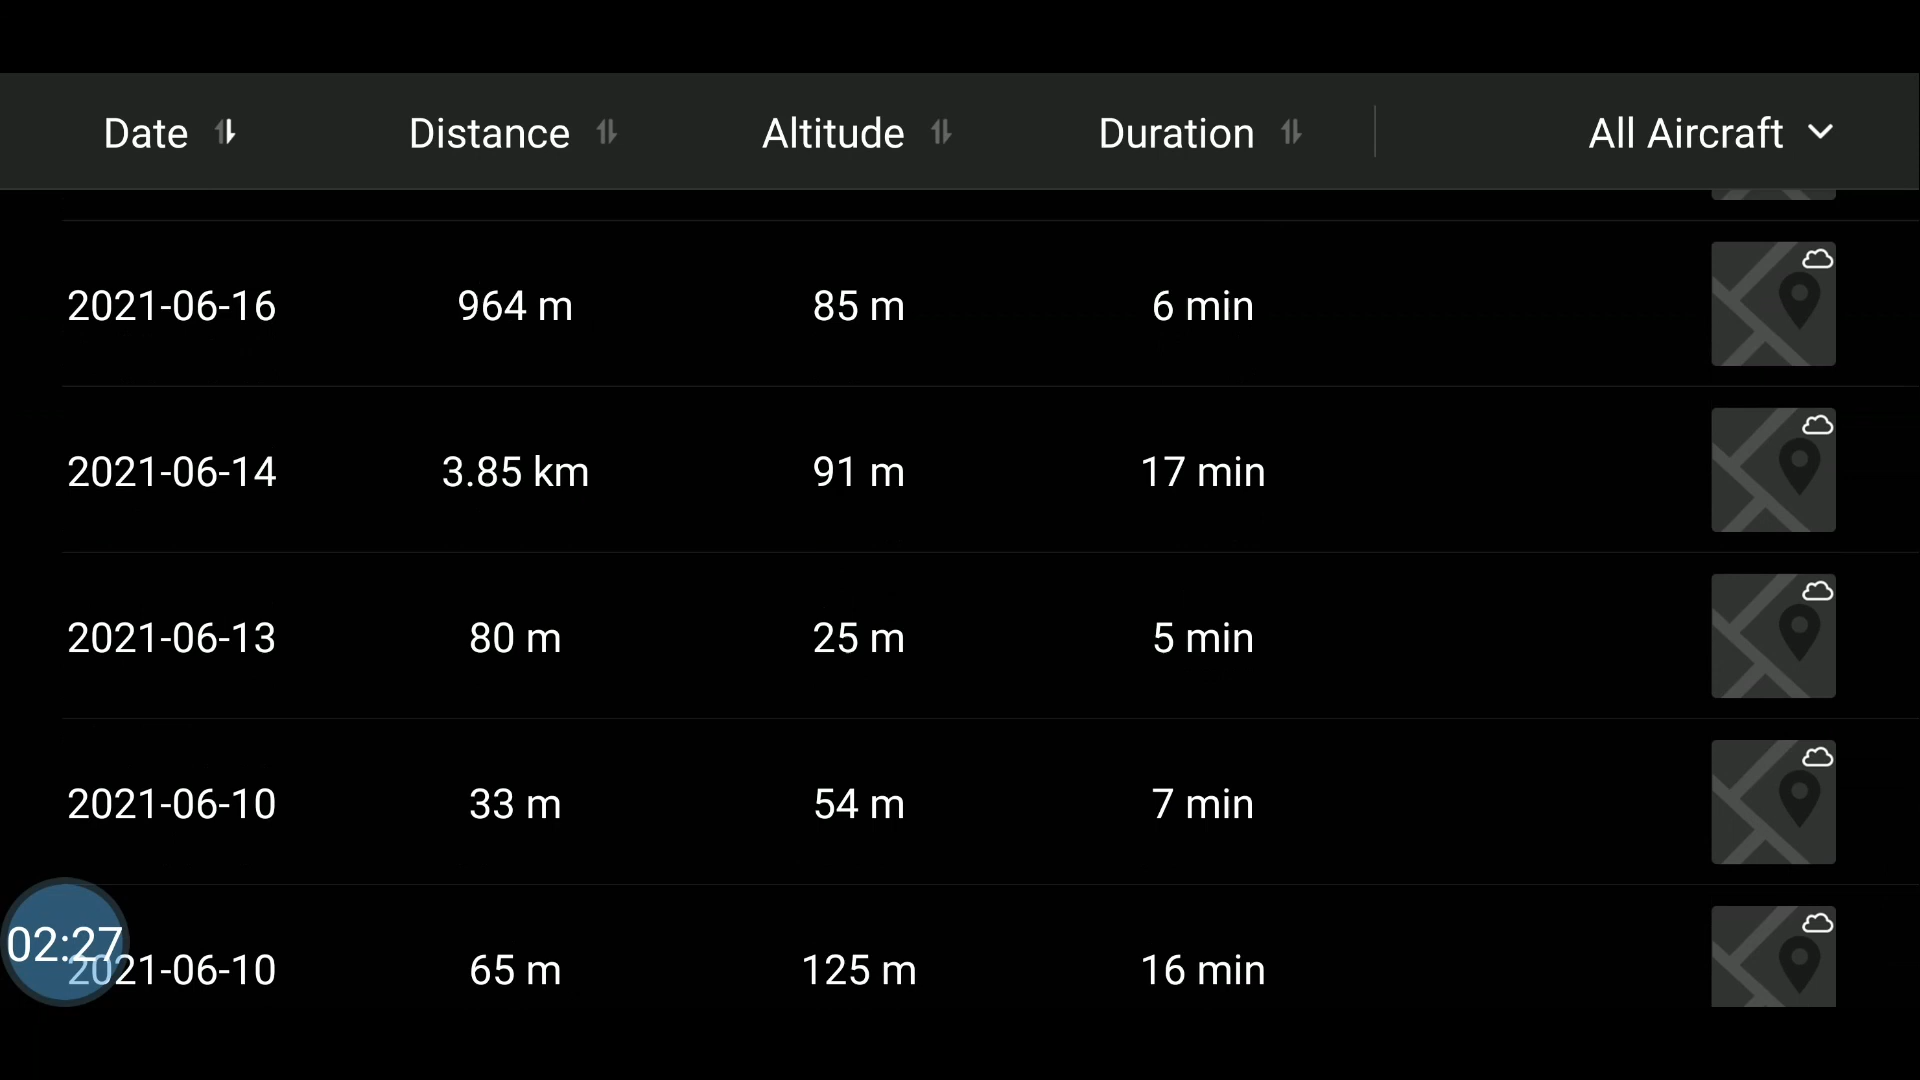 Date Distance Altitude Duration All Aircraft
2021-06-16 964 m 85 m 6 min
2021-06-14 3.85 km 91 m 17 min
2021-06-13 80 m 25 m 5 min
2021-06-10 33 m 54 m 7 min
02:27
2021-06-10 65 m 125 m 16 min